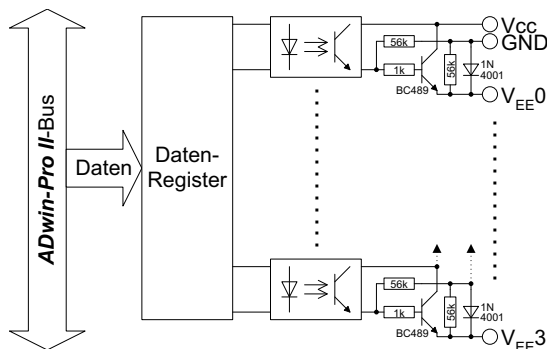 ADwin-Pro II-Bus
Daten
Daten-
Register
56k
1k
BC489
56k
1N
4001
Vcc
GND
VEE0
56k
1k
BC489
56k
1N
4001
VEE3